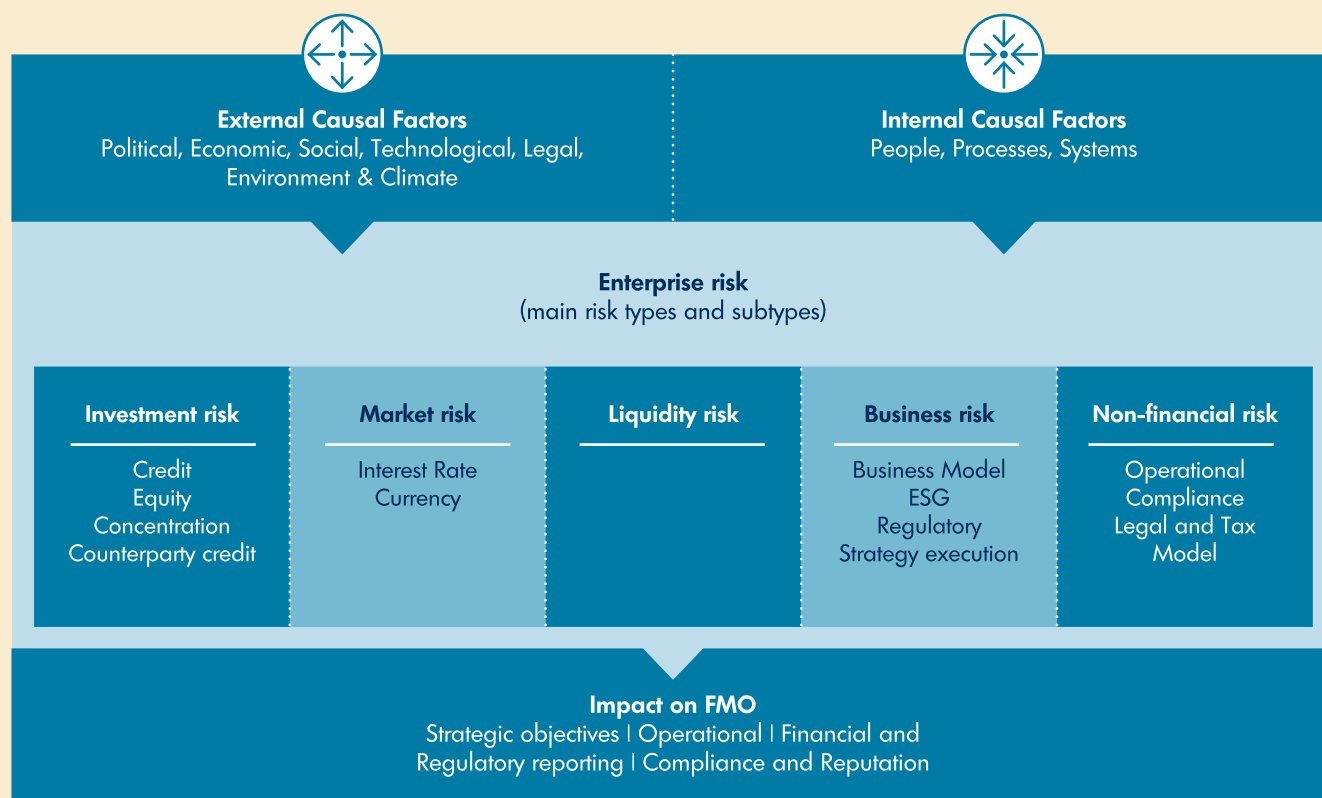 External Causal Factors
Political, Economic, Social, Technological, Legal,
Environment & Climate
Internal Causal Factors
People, Processes, Systems
Enterprise risk
(main risk types and subtypes)
Investment risk
Credit
Equity
Concentration
Counterparty credit
Market risk
Interest Rate
Currency
Liquidity risk
Business risk
Business Model
ESG
Regulatory
Strategy execution
Non-financial risk
Operational
Compliance
Legal and Tax
Model
Impact on FMO
Strategic objectives | Operational | Financial and
Regulatory reporting | Compliance and Reputation